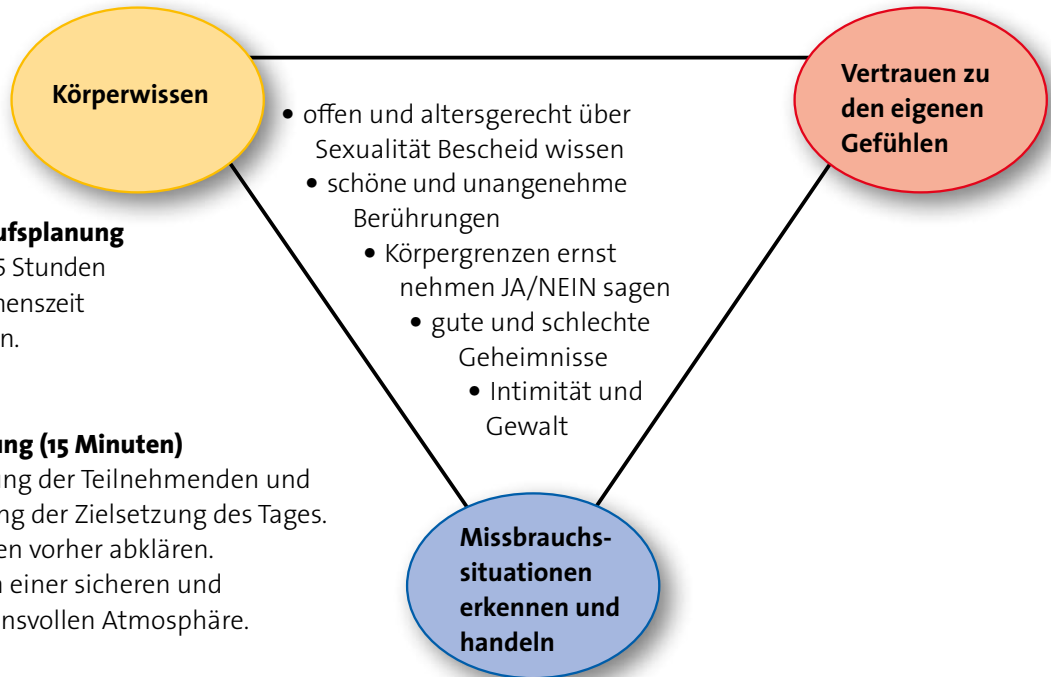 Körperwissen
Vertrauen zu
den eigenen
Gefühlen
• offen und altersgerecht über
Sexualität Bescheid wissen
• schöne und unangenehme
Berührungen
• Körpergrenzen ernst
nehmen JA/NEIN sagen
• gute und schlechte
Geheimnisse
• Intimität und
Gewalt
Missbrauchs-
situationen
erkennen und
handeln
ufsplanung
5 Stunden
nenszeit
n.
ung (15 Minuten)
ung der Teilnehmenden und
ng der Zielsetzung des Tages.
en vorher abklären.
n einer sicheren und
nsvollen Atmosphäre.